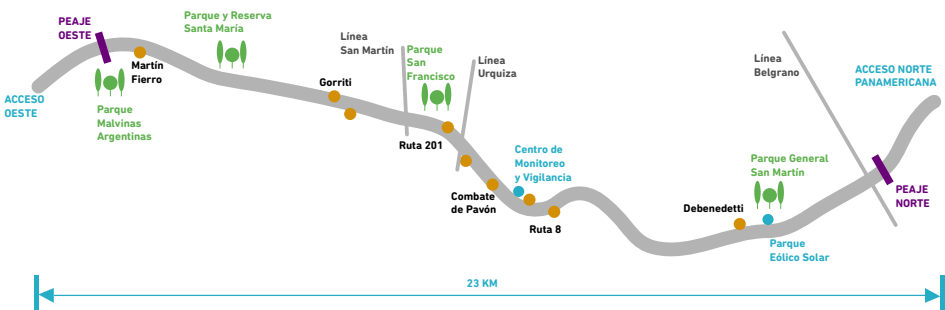 PEAJE
OESTE
Parque y Reserva
Santa María
Línea
San Martín
Parque
San
Francisco
Línea
Urquiza
Línea
Belgrano
ACCESO NORTE
PANAMERICANA
Martín
Fierro
Gorriti
ACCESO
OESTE
Parque
Malvinas
Argentinas
Ruta 201
Centro de
Monitoreo
y Vigilancia
Parque General
San Martín
Combate
de Pavón
PEAJE
NORTE
Debenedetti
Ruta 8
Parque
Eólico Solar
23 KM